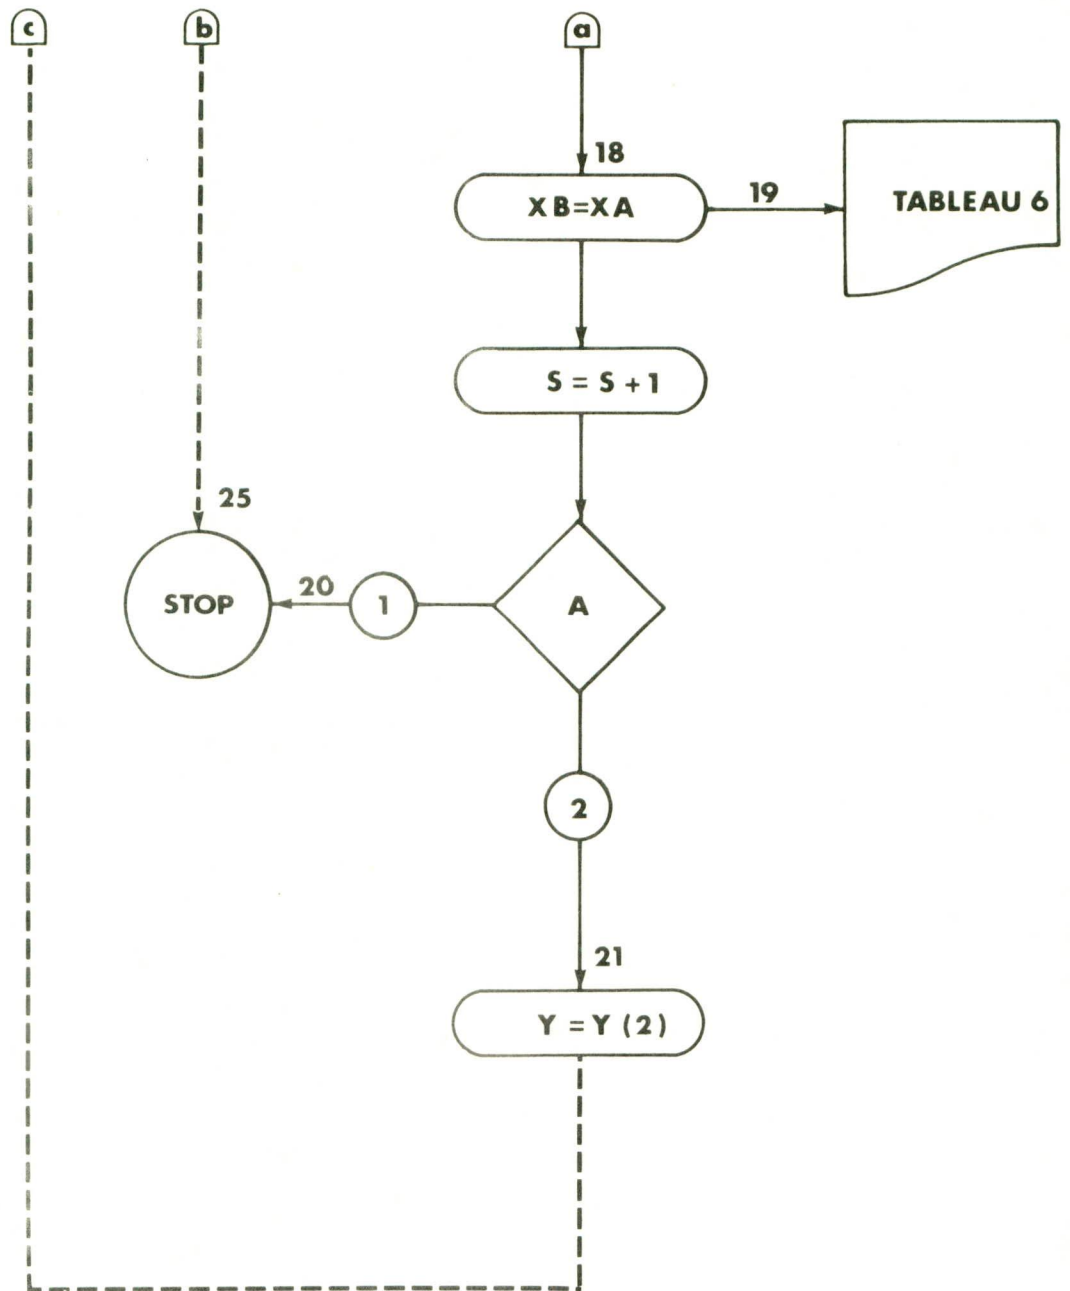 c
b
a
18
XB=XA
19
TABLEAU 6
S = S + 1
25
STOP
20
1
A
2
21
Y = Y (2)